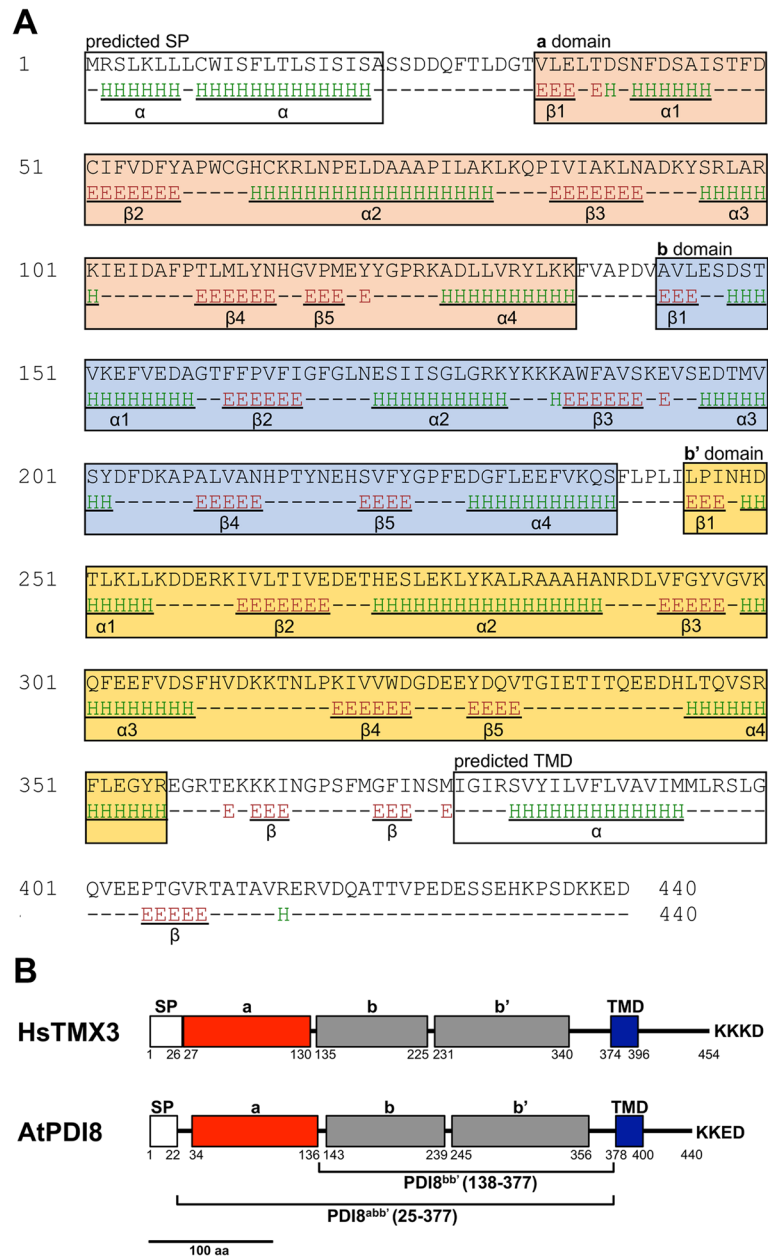 A
predicted SP a domain
1 MRSLKLLLCWISFLTLSISISASSDDQFTLDGTVLELTDSNFDSAISTFD
-HHHHHH-HHHHHHHHHHHHH------------EEE-EH-HHHHHH----
α α β1 α1
51 CIFVDFYAPWCGHCKRLNPELDAAAPILAKLKQPIVIAKLNADKYSRLAR
EEEEEEE-----HHHHHHHHHHHHHHHHHH----EEEEEEE----HHHHH
β2 α2 β3 α3
b domain
101 KIEIDAFPTLMLYNHGVPMEYYGPRKADLLVRYLKKFVAPDVAVLESDST
H-------EEEEEE--EEE-E-----HHHHHHHHHH------EEE--HHH
β4 β5 α4 β1
151 VKEFVEDAGTFFPVFIGFGLNESIISGLGRKYKKKAWFAVSKEVSEDTMV
HHHHHHHH--EEEEEE-----HHHHHHHHHH---HEEEEEE-E--HHHHH
α1 β2 α2 β3 α3
b’ domain
201 SYDFDKAPALVANHPTYNEHSVFYGPFEDGFLEEFVKQSFLPLILPINHD
HH------EEEEE-------EEEE----HHHHHHHHHHH-----EEE-HH
β4 β5 α4 β1
251 TLKLLKDDERKIVLTIVEDETHESLEKLYKALRAAAHANRDLVFGYVGVK
HHHHH------EEEEEEE---HHHHHHHHHHHHHHHHH----EEEEE-HH
α1 β2 α2 β3
301 QFEEFVDSFHVDKKTNLPKIVVWDGDEEYDQVTGIETITQEEDHLTQVSR
HHHHHHHH----------EEEEEE----EEEE------------HHHHHH
α3 β4 β5 α4
predicted TMD
351 FLEGYREGRTEKKKINGPSFMGFINSMIGIRSVYILVFLVAVIMMLRSLG
HHHHHH----E-EEE------EEE--E----HHHHHHHHHHHHH------
β β α
401 QVEEPTGVRTATAVRERVDQATTVPEDESSEHKPSDKKED 440
----EEEEE-----H------------------------- 440
β
B
SP a b b’ TMD
HsTMX3 KKKD
1 26 27 130 135 225 231 340 374 396 454
SP a b b’ TMD
AtPDI8 KKED
1 22 34 136 143 239 245 356 378 400 440
PDI8bb’ (138-377)
PDI8abb’ (25-377)
100 aa